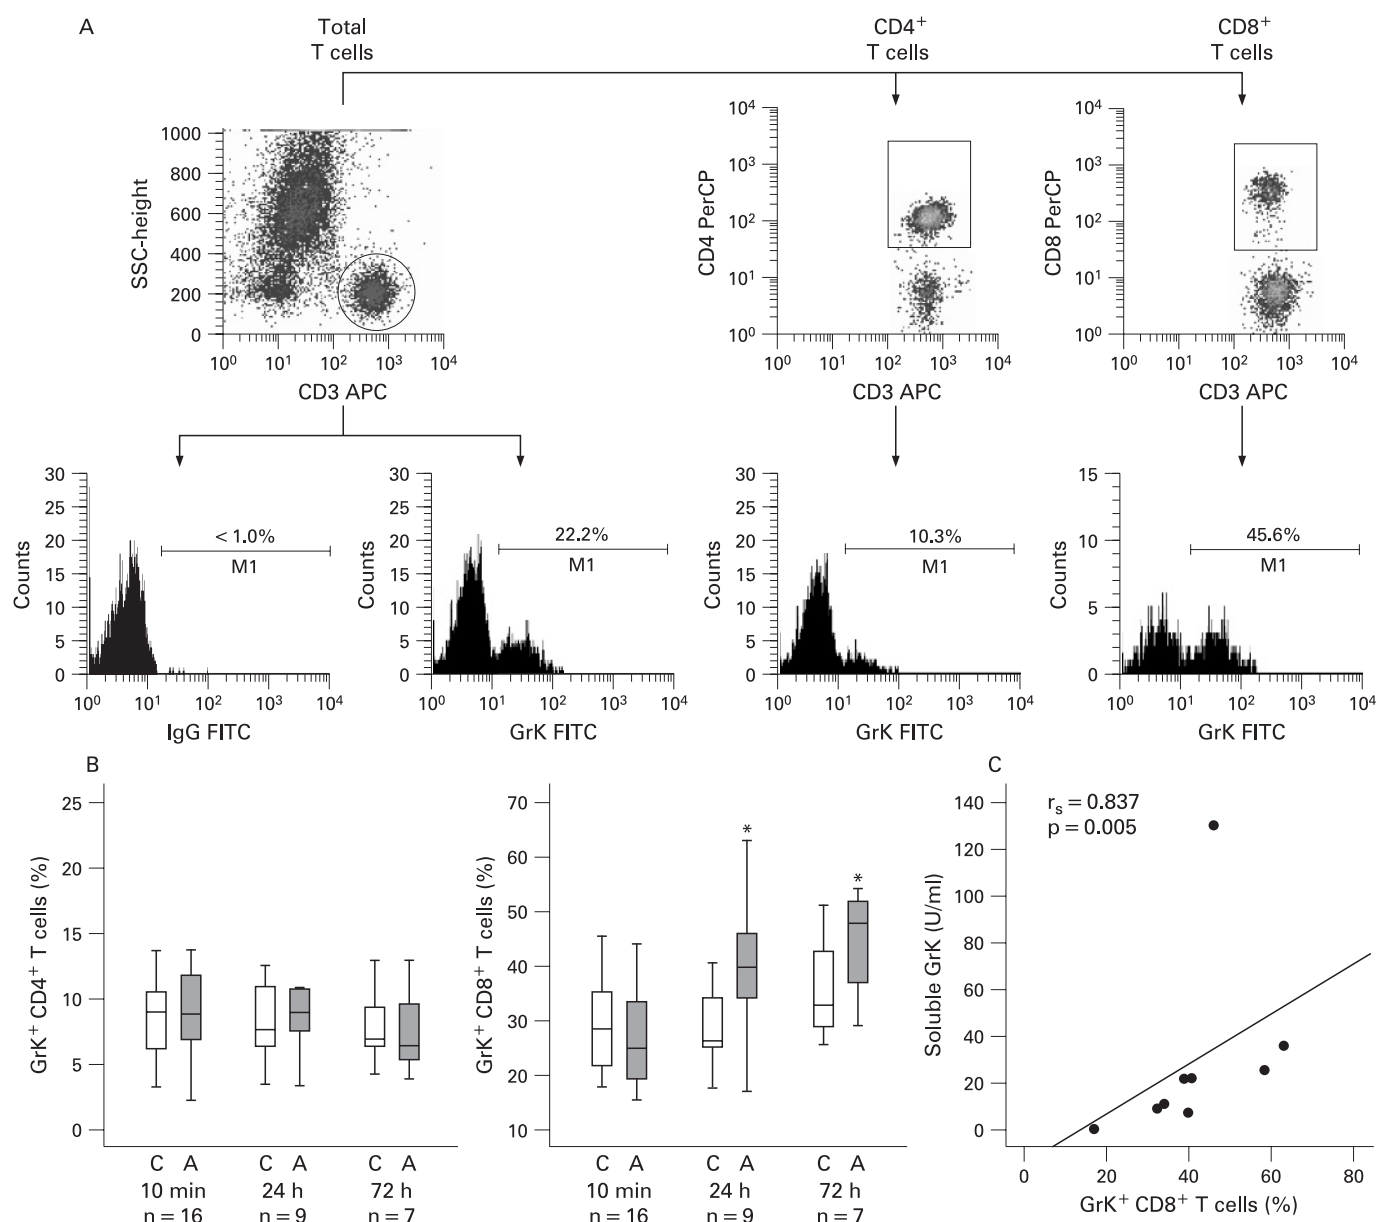 A
Total
T cells
CD4+
T cells
CD8+
T cells
1000
800
600
400
200
0
SSC-height
10^0 10^1 10^2 10^3 10^4
CD3 APC
10^4
10^3
10^2
10^1
10^0
CD4 PerCP
10^0 10^1 10^2 10^3 10^4
CD3 APC
10^4
10^3
10^2
10^1
10^0
CD8 PerCP
10^0 10^1 10^2 10^3 10^4
CD3 APC
30
25
20
15
10
5
0
Counts
< 1.0%
M1
10^0 10^1 10^2 10^3 10^4
IgG FITC
30
25
20
15
10
5
0
Counts
22.2%
M1
10^0 10^1 10^2 10^3 10^4
GrK FITC
30
25
20
15
10
5
0
Counts
10.3%
M1
10^0 10^1 10^2 10^3 10^4
GrK FITC
15
10
5
0
Counts
45.6%
M1
10^0 10^1 10^2 10^3 10^4
GrK FITC
B
25
20
15
10
5
0
GrK+ CD4+ T cells (%)
C A C A C A
10 min 24 h 72 h
n = 16 n = 9 n = 7
70
60
50
40
30
20
10
GrK+ CD8+ T cells (%)
* *
C A C A C A
10 min 24 h 72 h
n = 16 n = 9 n = 7
C
rs = 0.837
p = 0.005
140
120
100
80
60
40
20
0
Soluble GrK (U/ml)
0 20 40 60 80
GrK+ CD8+ T cells (%)